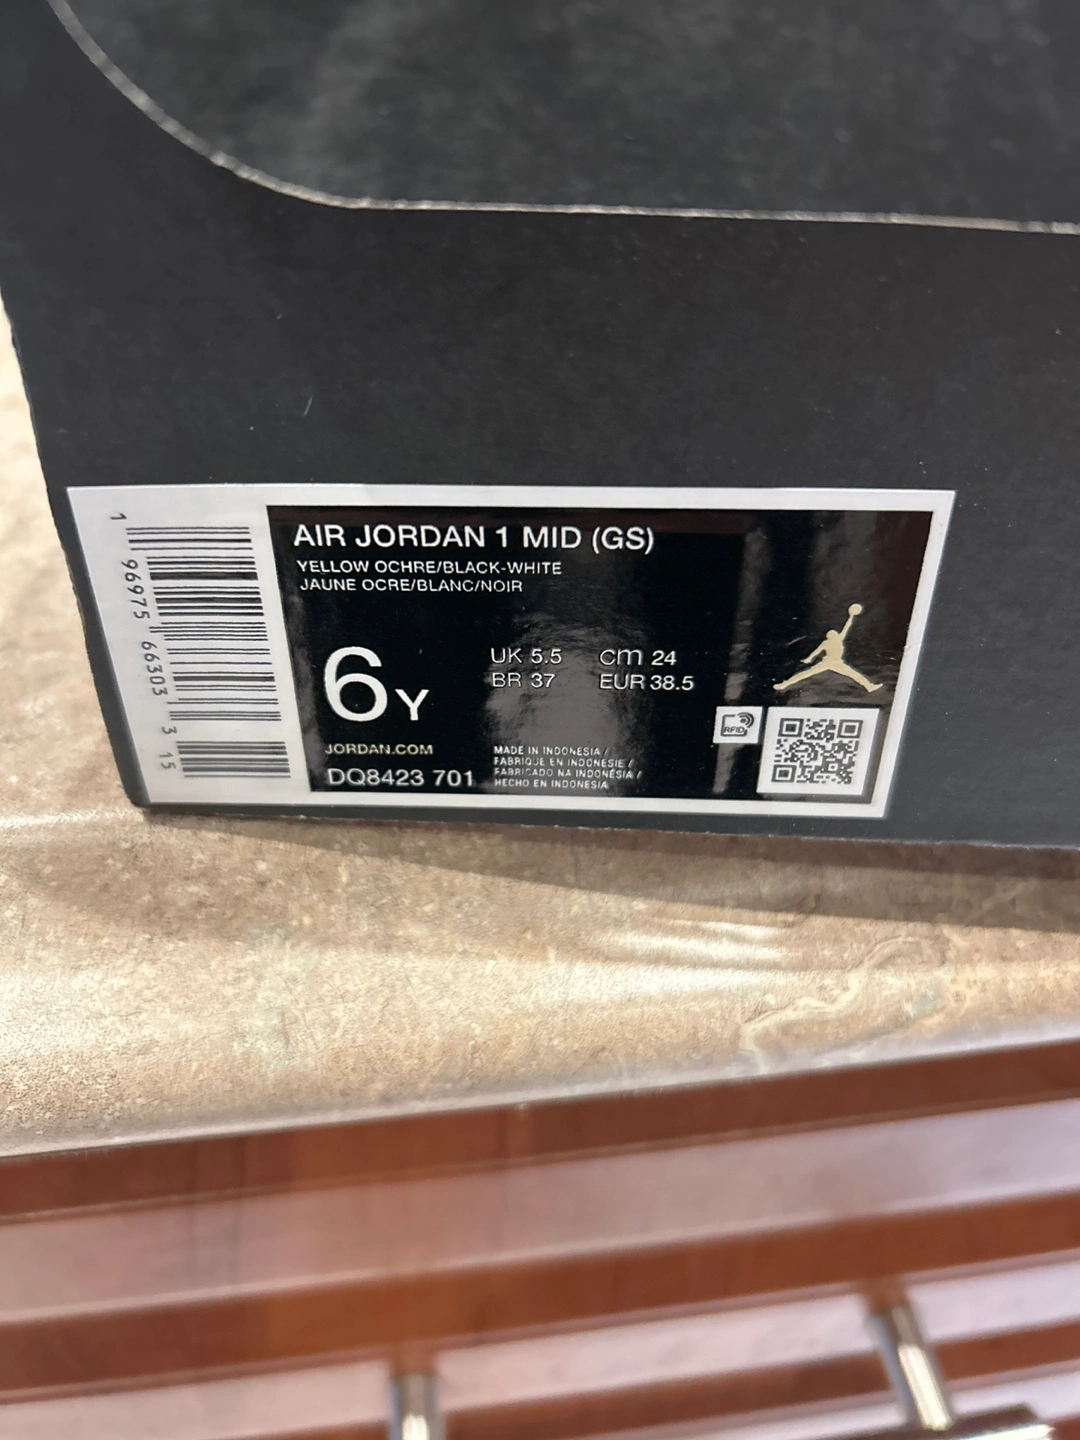 AIR JORDAN 1 MID (GS)
YELLOW OCHRE/BLACK-WHITE
JAUNE OCRE/BLANC/NOIR
6Y
UK 5.5 cm 24
BR 37 EUR 38.5
RFID
JORDAN.COM
DQ8423 701
MADE IN INDONESIA /
FABRIQUE EN INDONESIE /
FABRICADO NA INDONÉSIA /
HECHO EN INDONESIA
1 96975 66303 3 15